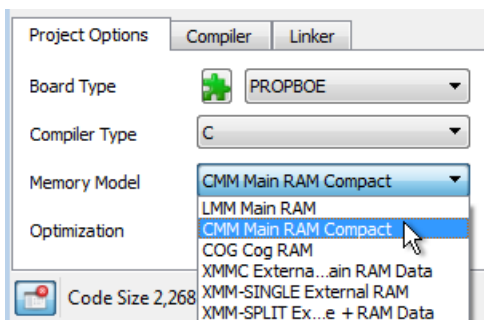 Project Options Compiler Linker
Board Type PROPBOE
Compiler Type C
Memory Model CMM Main RAM Compact
LMM Main RAM
Optimization CMM Main RAM Compact
COG Cog RAM
XMMC Externa...ain RAM Data
Code Size 2,268 XMM-SINGLE External RAM
XMM-SPLIT Ex...e + RAM Data